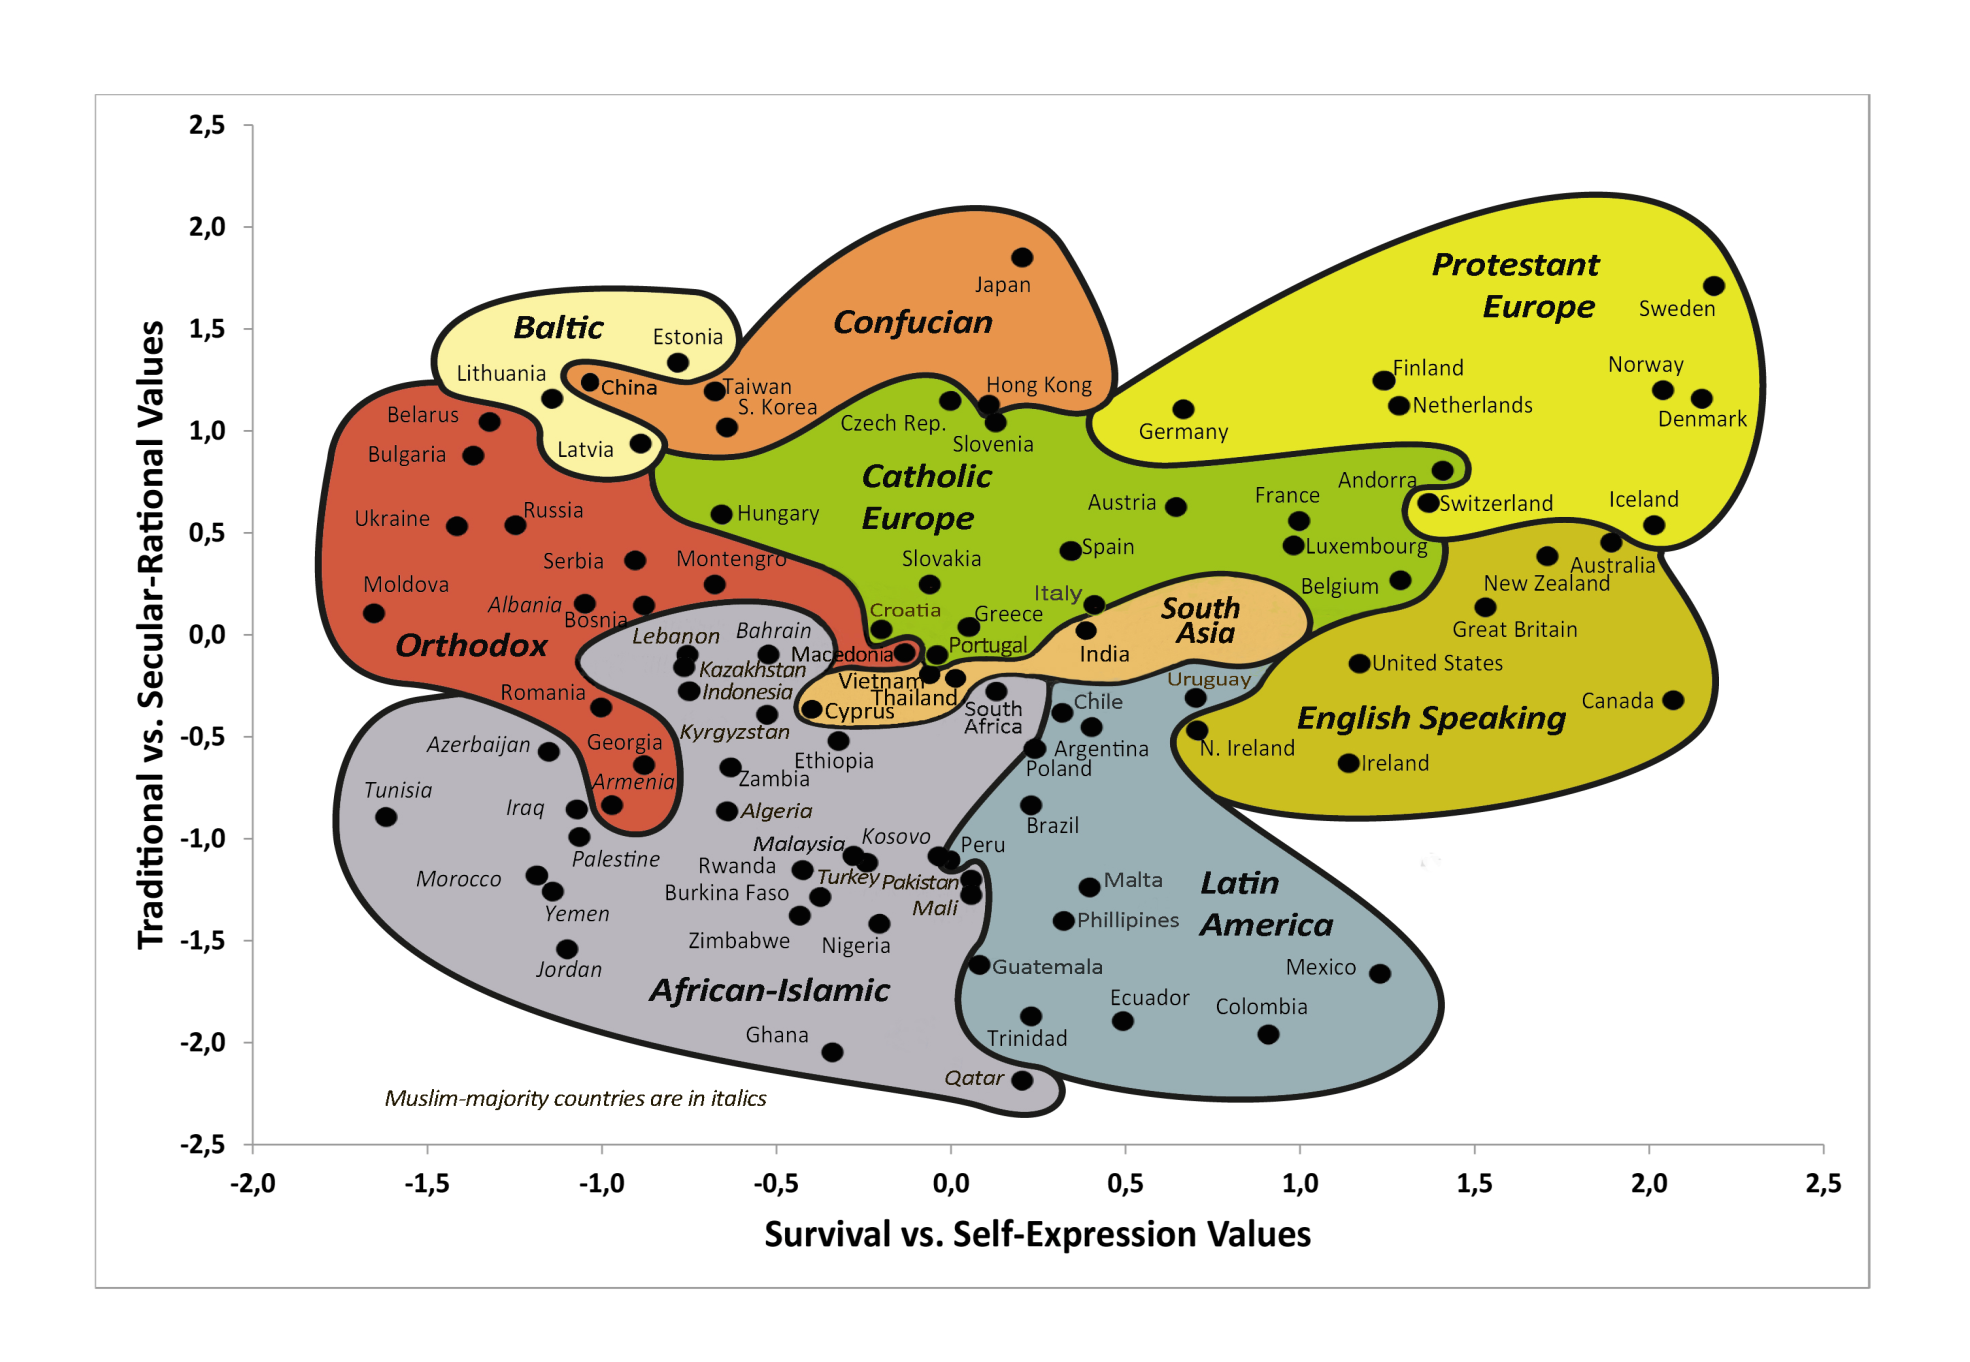 2,5
2,0
1,5
1,0
0,5
0,0
-0,5
-1,0
-1,5
-2,0
-2,5
Traditional vs. Secular-Rational Values
-2,0
-1,5
-1,0
-0,5
0,0
0,5
1,0
1,5
2,0
2,5
Survival vs. Self-Expression Values
Protestant
Europe
Sweden
Finland
Norway
Netherlands
Denmark
Germany
Switzerland
Iceland
Confucian
Japan
Hong Kong
China
Taiwan
S. Korea
Baltic
Estonia
Lithuania
Latvia
Catholic
Europe
Czech Rep.
Slovenia
Andorra
Hungary
Austria
France
Spain
Luxembourg
Slovakia
Belgium
Italy
Croatia
Greece
Portugal
Orthodox
Belarus
Bulgaria
Ukraine
Russia
Serbia
Montengro
Moldova
Albania
Bosnia
Macedonia
Romania
Georgia
Armenia
South
Asia
India
Vietnam
Thailand
Cyprus
English Speaking
Australia
New Zealand
Great Britain
United States
Canada
N. Ireland
Ireland
African-Islamic
Lebanon
Bahrain
Kazakhstan
Indonesia
Kyrgyzstan
South
Africa
Azerbaijan
Ethiopia
Zambia
Tunisia
Iraq
Algeria
Palestine
Malaysia
Kosovo
Rwanda
Turkey
Pakistan
Morocco
Burkina Faso
Mali
Yemen
Zimbabwe
Nigeria
Jordan
Ghana
Qatar
Latin
America
Uruguay
Chile
Argentina
Poland
Brazil
Peru
Malta
Phillipines
Guatemala
Mexico
Ecuador
Colombia
Trinidad
Muslim-majority countries are in italics